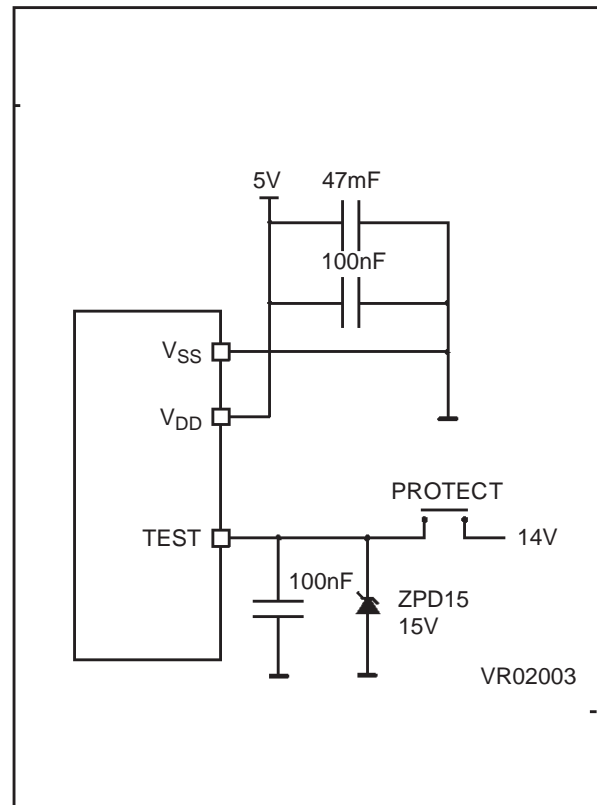 5V 47mF
100nF
VSS
VDD
PROTECT
TEST 14V
100nF ZPD15
15V
VR02003